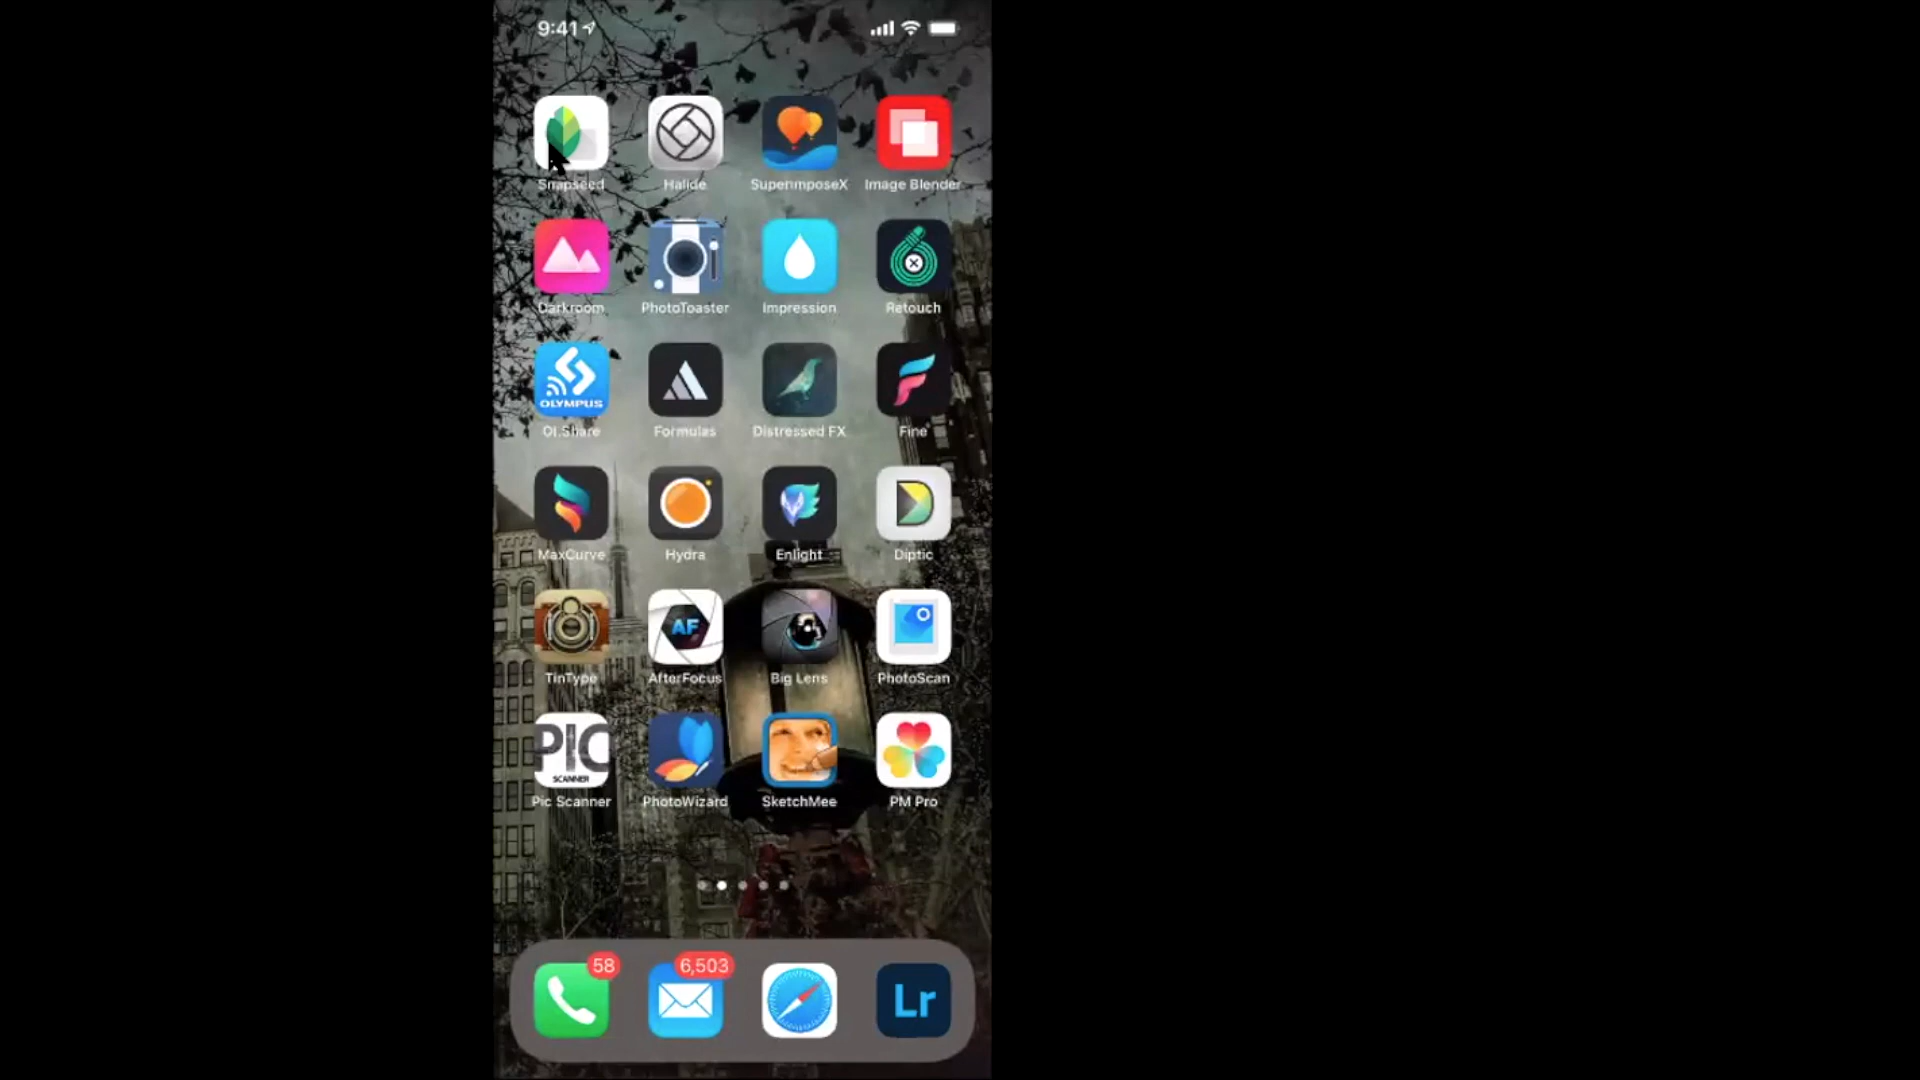 9:41
Snapseed Halide SuperimposeX Image Blender
Darkroom PhotoToaster Impression Retouch
OLYMPUS
OI.Share Formulas Distressed FX Fine
MaxCurve Hydra Enlight Diptic
AF
TinType AfterFocus Big Lens PhotoScan
PIC
SCANNER
Pic Scanner PhotoWizard SketchMee PM Pro
58 6,503
Lr